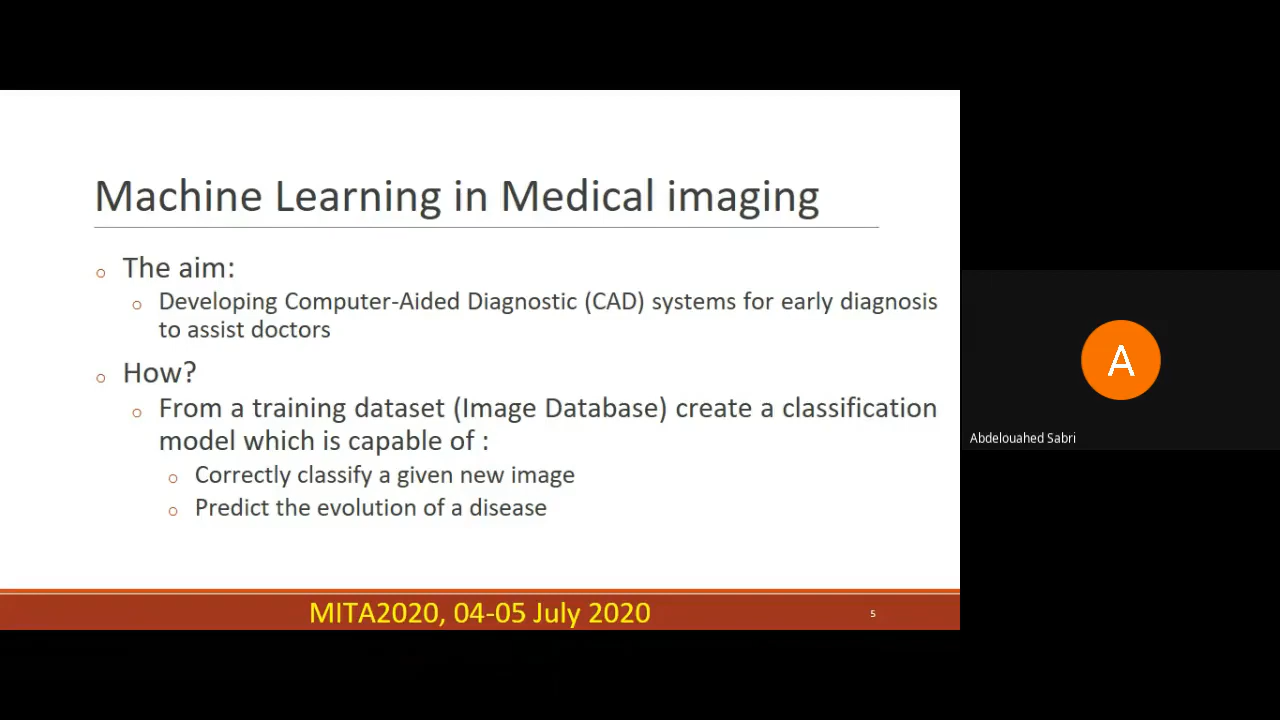 Machine Learning in Medical imaging
The aim:
Developing Computer-Aided Diagnostic (CAD) systems for early diagnosis
to assist doctors
How?
From a training dataset (Image Database) create a classification
model which is capable of :
Correctly classify a given new image
Predict the evolution of a disease
MITA2020, 04-05 July 2020
5
A
Abdelouahed Sabri